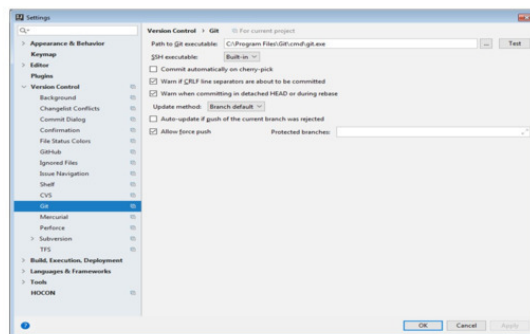 Settings
Appearance & Behavior
Keymap
Editor
Plugins
Version Control
Background
Changelist Conflicts
Commit Dialog
Confirmation
File Status Colors
GitHub
Ignored Files
Issue Navigation
Shelf
CVS
Git
Mercurial
Perforce
Subversion
TFS
Build, Execution, Deployment
Languages & Frameworks
Tools
HOCON
Version Control > Git For current project
Path to Git executable: C:\Program Files\Git\cmd\git.exe ... Test
SSH executable: Built-in
Commit automatically on cherry-pick
Warn if CRLF line separators are about to be committed
Warn when committing in detached HEAD or during rebase
Update method: Branch default
Auto-update if push of the current branch was rejected
Allow force push Protected branches:
? OK Cancel Apply